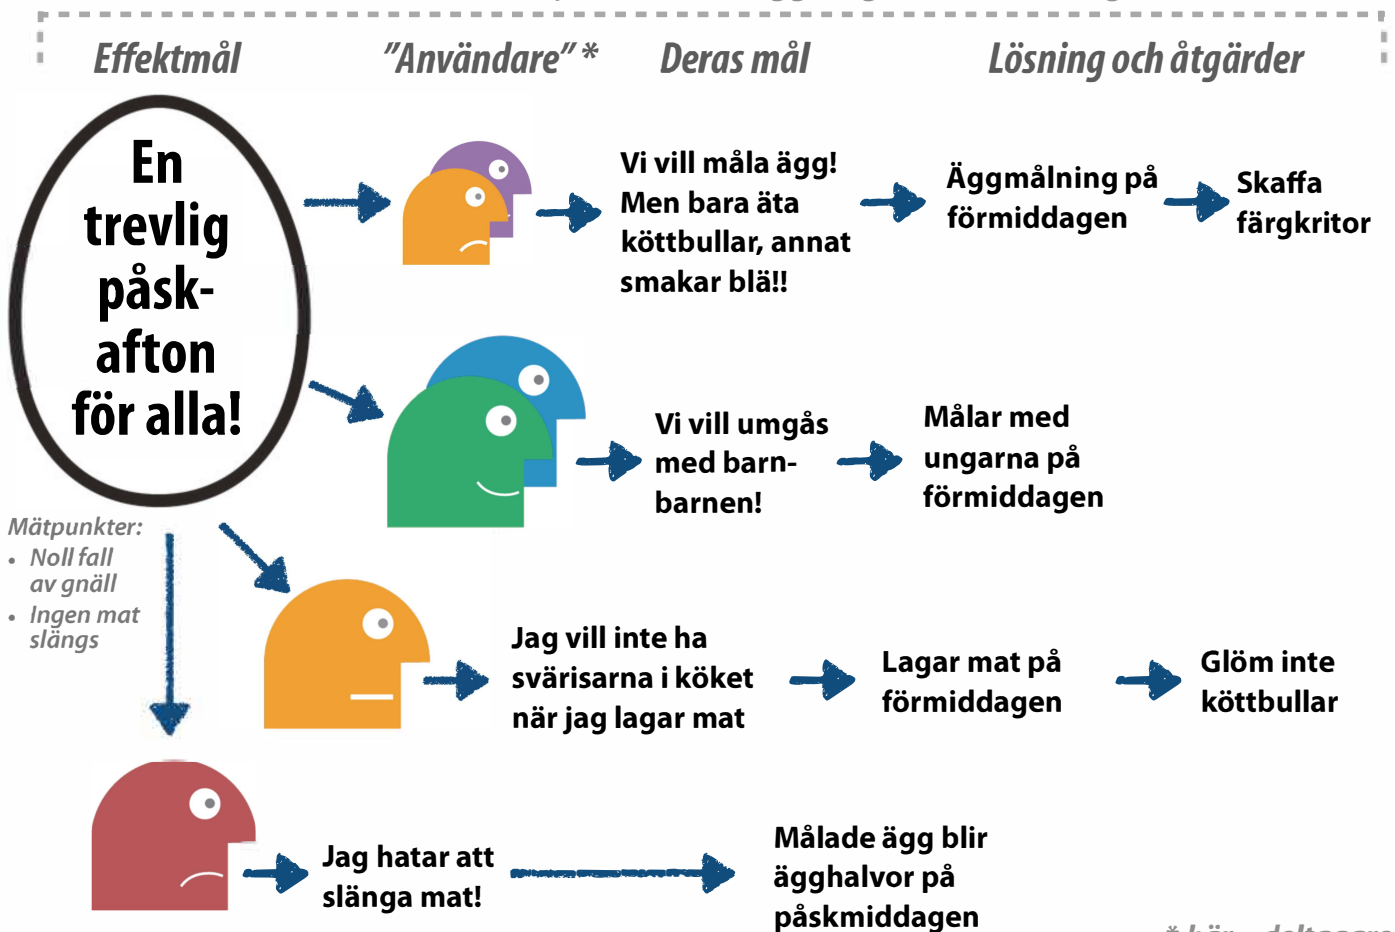 Effektmål
"Användare" *
Deras mål
Lösning och åtgärder
En
trevlig
påsk-
afton
för alla!
Vi vill måla ägg!
Men bara äta
köttbullar, annat
smakar blä!!
Äggmålning på
förmiddagen
Skaffa
färgkritor
Vi vill umgås
med barn-
barnen!
Målar med
ungarna på
förmiddagen
Mätpunkter:
• Noll fall
av gnäll
• Ingen mat
slängs
Jag vill inte ha
svärisarna i köket
när jag lagar mat
Lagar mat på
förmiddagen
Glöm inte
köttbullar
Jag hatar att
slänga mat!
Målade ägg blir
ägghalvor på
påskmiddagen